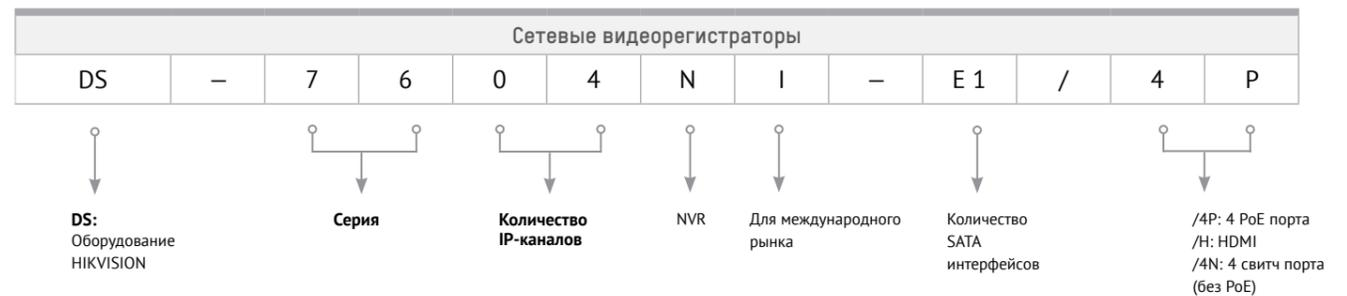 Сетевые видеорегистраторы
DS – 7 6 0 4 N I – E 1 / 4 P
DS:
Оборудование
HIKVISION
Серия
Количество
IP-каналов
NVR
Для международного
рынка
Количество
SATA
интерфейсов
/4P: 4 PoE порта
/H: HDMI
/4N: 4 свитч порта
(без PoE)